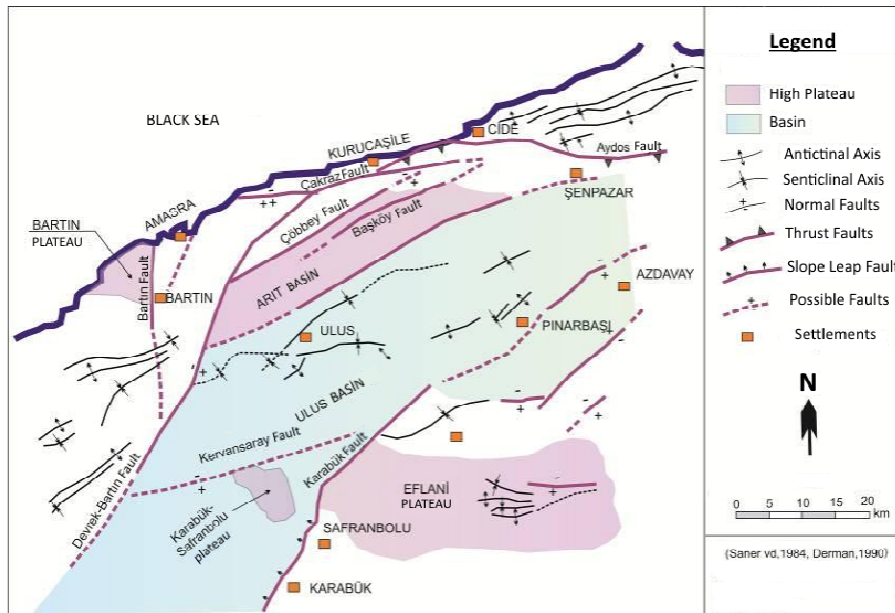 BLACK SEA
CİDE
KURUCAŞİLE
Aydos Fault
Çakraz Fault
ŞENPAZAR
AMASRA
Çöbbey Fault
Başköy Fault
BARTIN
PLATEAU
Bartın Fault
BARTIN
ARIT BASİN
AZDAVAY
ULUS
PINARBAŞI
ULUS BASİN
Kervansaray Fault
Karabük Fault
Devrek-Bartın Fault
EFLANİ
PLATEAU
Karabük-
Safranbolu
plateau
SAFRANBOLU
KARABÜK
Legend
High Plateau
Basin
Antictinal Axis
Senticlinal Axis
Normal Faults
Thrust Faults
Slope Leap Fault
Possible Faults
Settlements
N
0 5 10 15 20
km
(Saner vd,1984, Derman,1990)